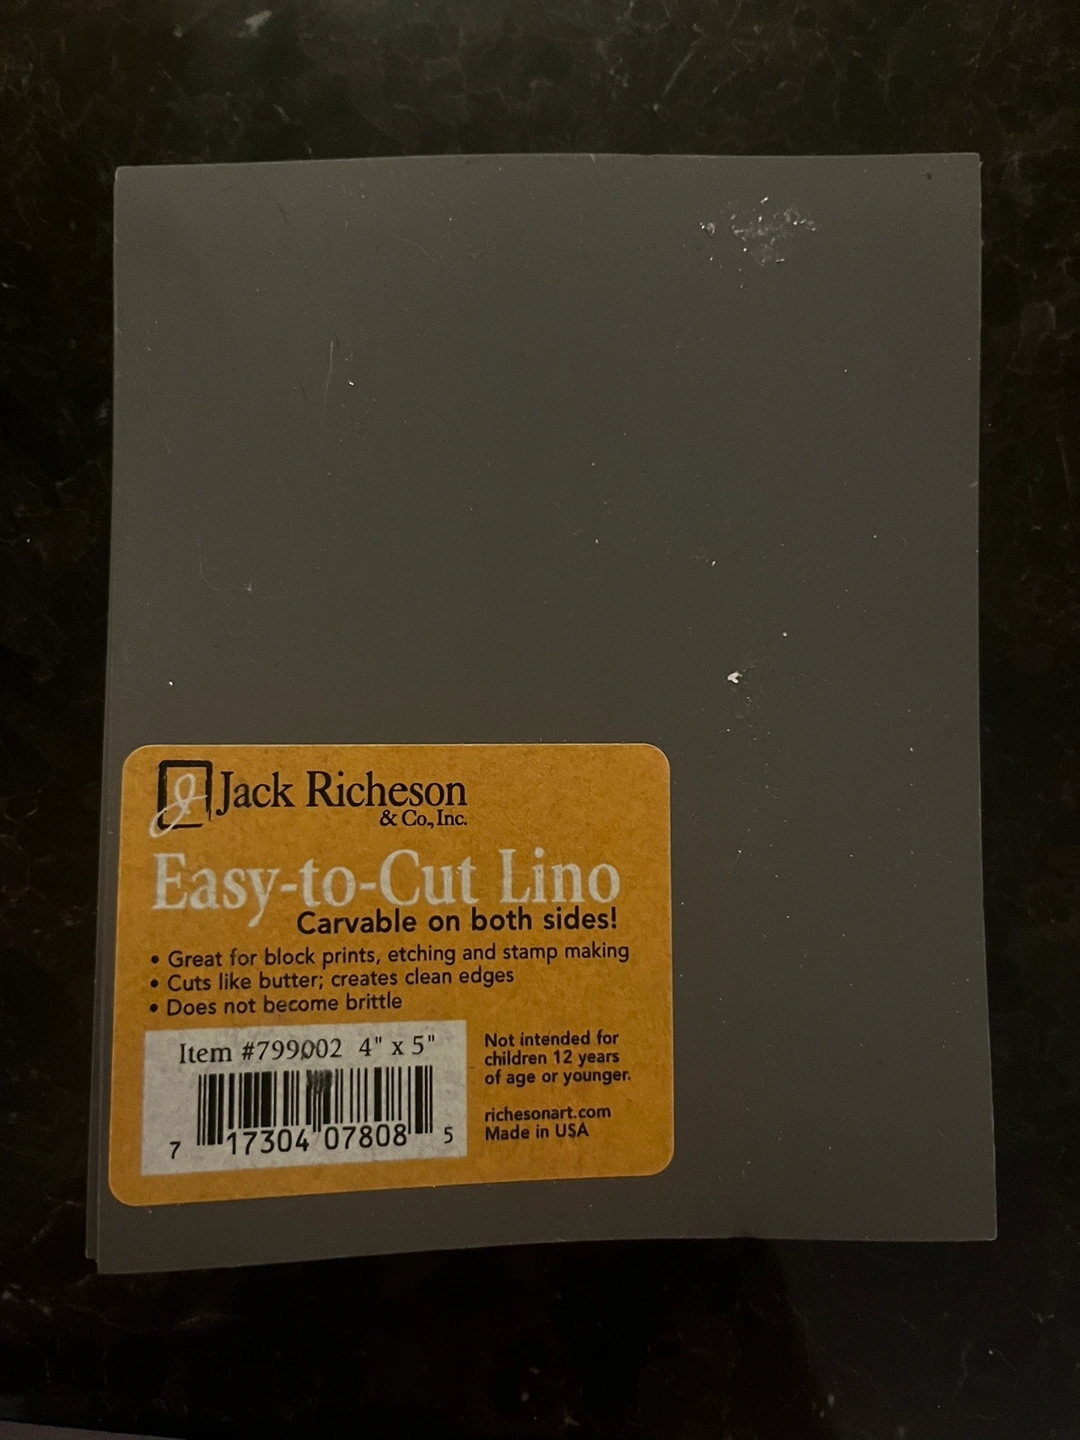 Jack Richeson
& Co., Inc.
Easy-to-Cut Lino
Carvable on both sides!
• Great for block prints, etching and stamp making
• Cuts like butter; creates clean edges
• Does not become brittle
Item #799002 4" x 5"
7 17304 07808 5
Not intended for
children 12 years
of age or younger.
richesonart.com
Made in USA